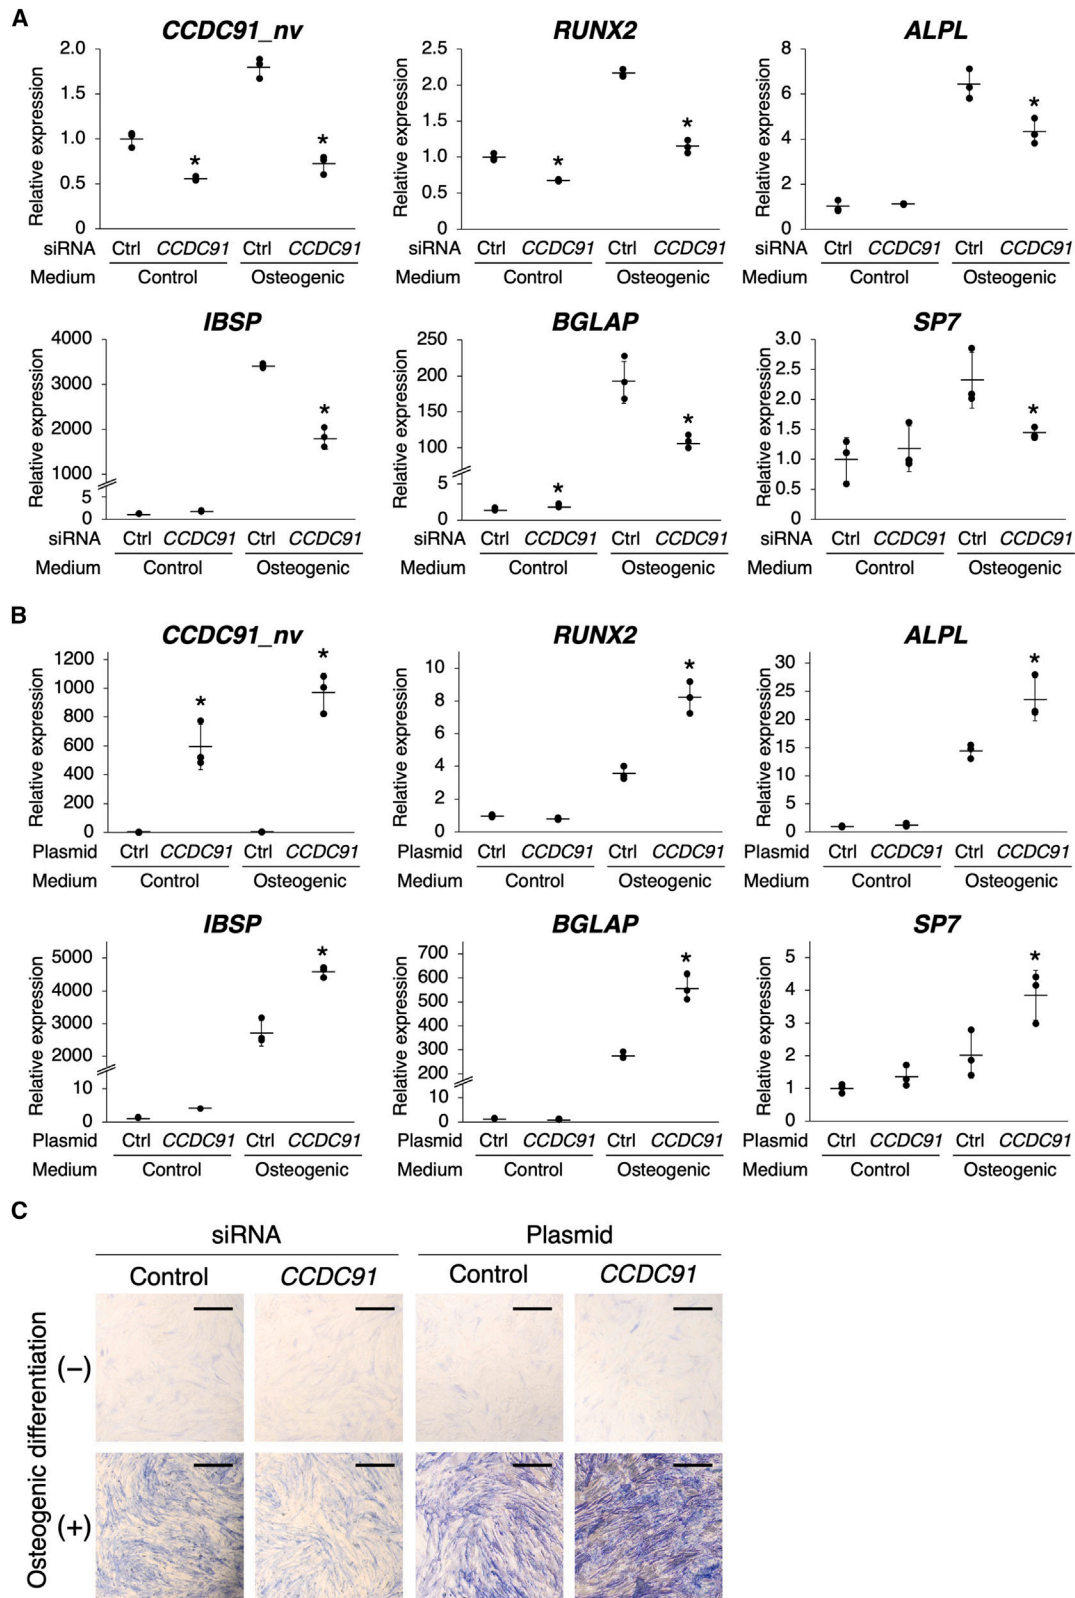 A
CCDC91_nv
Relative expression
2.0
1.5
1.0
0.5
0
*
*
siRNA Ctrl CCDC91 Ctrl CCDC91
Medium Control Osteogenic
RUNX2
Relative expression
2.5
2.0
1.5
1.0
0.5
0
*
*
siRNA Ctrl CCDC91 Ctrl CCDC91
Medium Control Osteogenic
ALPL
Relative expression
8
6
4
2
0
*
siRNA Ctrl CCDC91 Ctrl CCDC91
Medium Control Osteogenic
IBSP
Relative expression
4000
3000
2000
1000
5
0
*
siRNA Ctrl CCDC91 Ctrl CCDC91
Medium Control Osteogenic
BGLAP
Relative expression
250
200
150
100
5
0
*
*
siRNA Ctrl CCDC91 Ctrl CCDC91
Medium Control Osteogenic
SP7
Relative expression
3.0
2.5
2.0
1.5
1.0
0.5
0
*
siRNA Ctrl CCDC91 Ctrl CCDC91
Medium Control Osteogenic
B
CCDC91_nv
Relative expression
1200
1000
800
600
400
200
0
*
*
Plasmid Ctrl CCDC91 Ctrl CCDC91
Medium Control Osteogenic
RUNX2
Relative expression
10
8
6
4
2
0
*
Plasmid Ctrl CCDC91 Ctrl CCDC91
Medium Control Osteogenic
ALPL
Relative expression
30
25
20
15
10
5
0
*
Plasmid Ctrl CCDC91 Ctrl CCDC91
Medium Control Osteogenic
IBSP
Relative expression
5000
4000
3000
2000
10
0
*
Plasmid Ctrl CCDC91 Ctrl CCDC91
Medium Control Osteogenic
BGLAP
Relative expression
700
600
500
400
300
200
10
0
*
Plasmid Ctrl CCDC91 Ctrl CCDC91
Medium Control Osteogenic
SP7
Relative expression
5
4
3
2
1
0
*
Plasmid Ctrl CCDC91 Ctrl CCDC91
Medium Control Osteogenic
C
siRNA Plasmid
Control CCDC91 Control CCDC91
Osteogenic differentiation
(−)
(+)